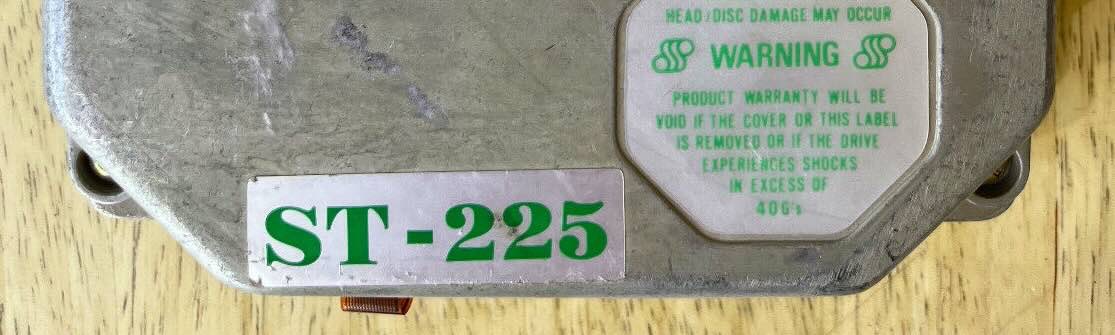 HEAD/DISC DAMAGE MAY OCCUR
WARNING
PRODUCT WARRANTY WILL BE
VOID IF THE COVER OR THIS LABEL
IS REMOVED OR IF THE DRIVE
EXPERIENCES SHOCKS
IN EXCESS OF
40G's
ST-225